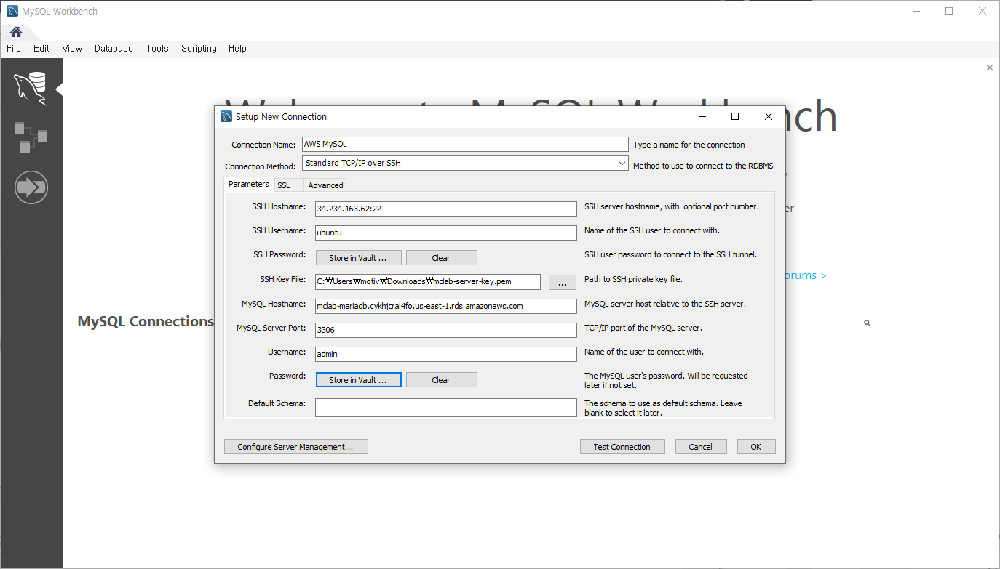 MySQL Workbench
File Edit View Database Tools Scripting Help
Setup New Connection
Connection Name: AWS MySQL Type a name for the connection
Connection Method: Standard TCP/IP over SSH Method to use to connect to the RDBMS
Parameters SSL Advanced
SSH Hostname: 34.234.163.62:22 SSH server hostname, with optional port number.
SSH Username: ubuntu Name of the SSH user to connect with.
SSH Password: Store in Vault ... Clear SSH user password to connect to the SSH tunnel.
SSH Key File: C:₩Users₩motiv₩Downloads₩mclab-server-key.pem ... Path to SSH private key file.
MySQL Hostname: mclab-mariadb.cykhjcral4fo.us-east-1.rds.amazonaws.com MySQL server host relative to the SSH server.
MySQL Server Port: 3306 TCP/IP port of the MySQL server.
Username: admin Name of the user to connect with.
Password: Store in Vault ... Clear The MySQL user's password. Will be requested
later if not set.
Default Schema: The schema to use as default schema. Leave
blank to select it later.
Configure Server Management... Test Connection Cancel OK
MySQL Connections
orums >